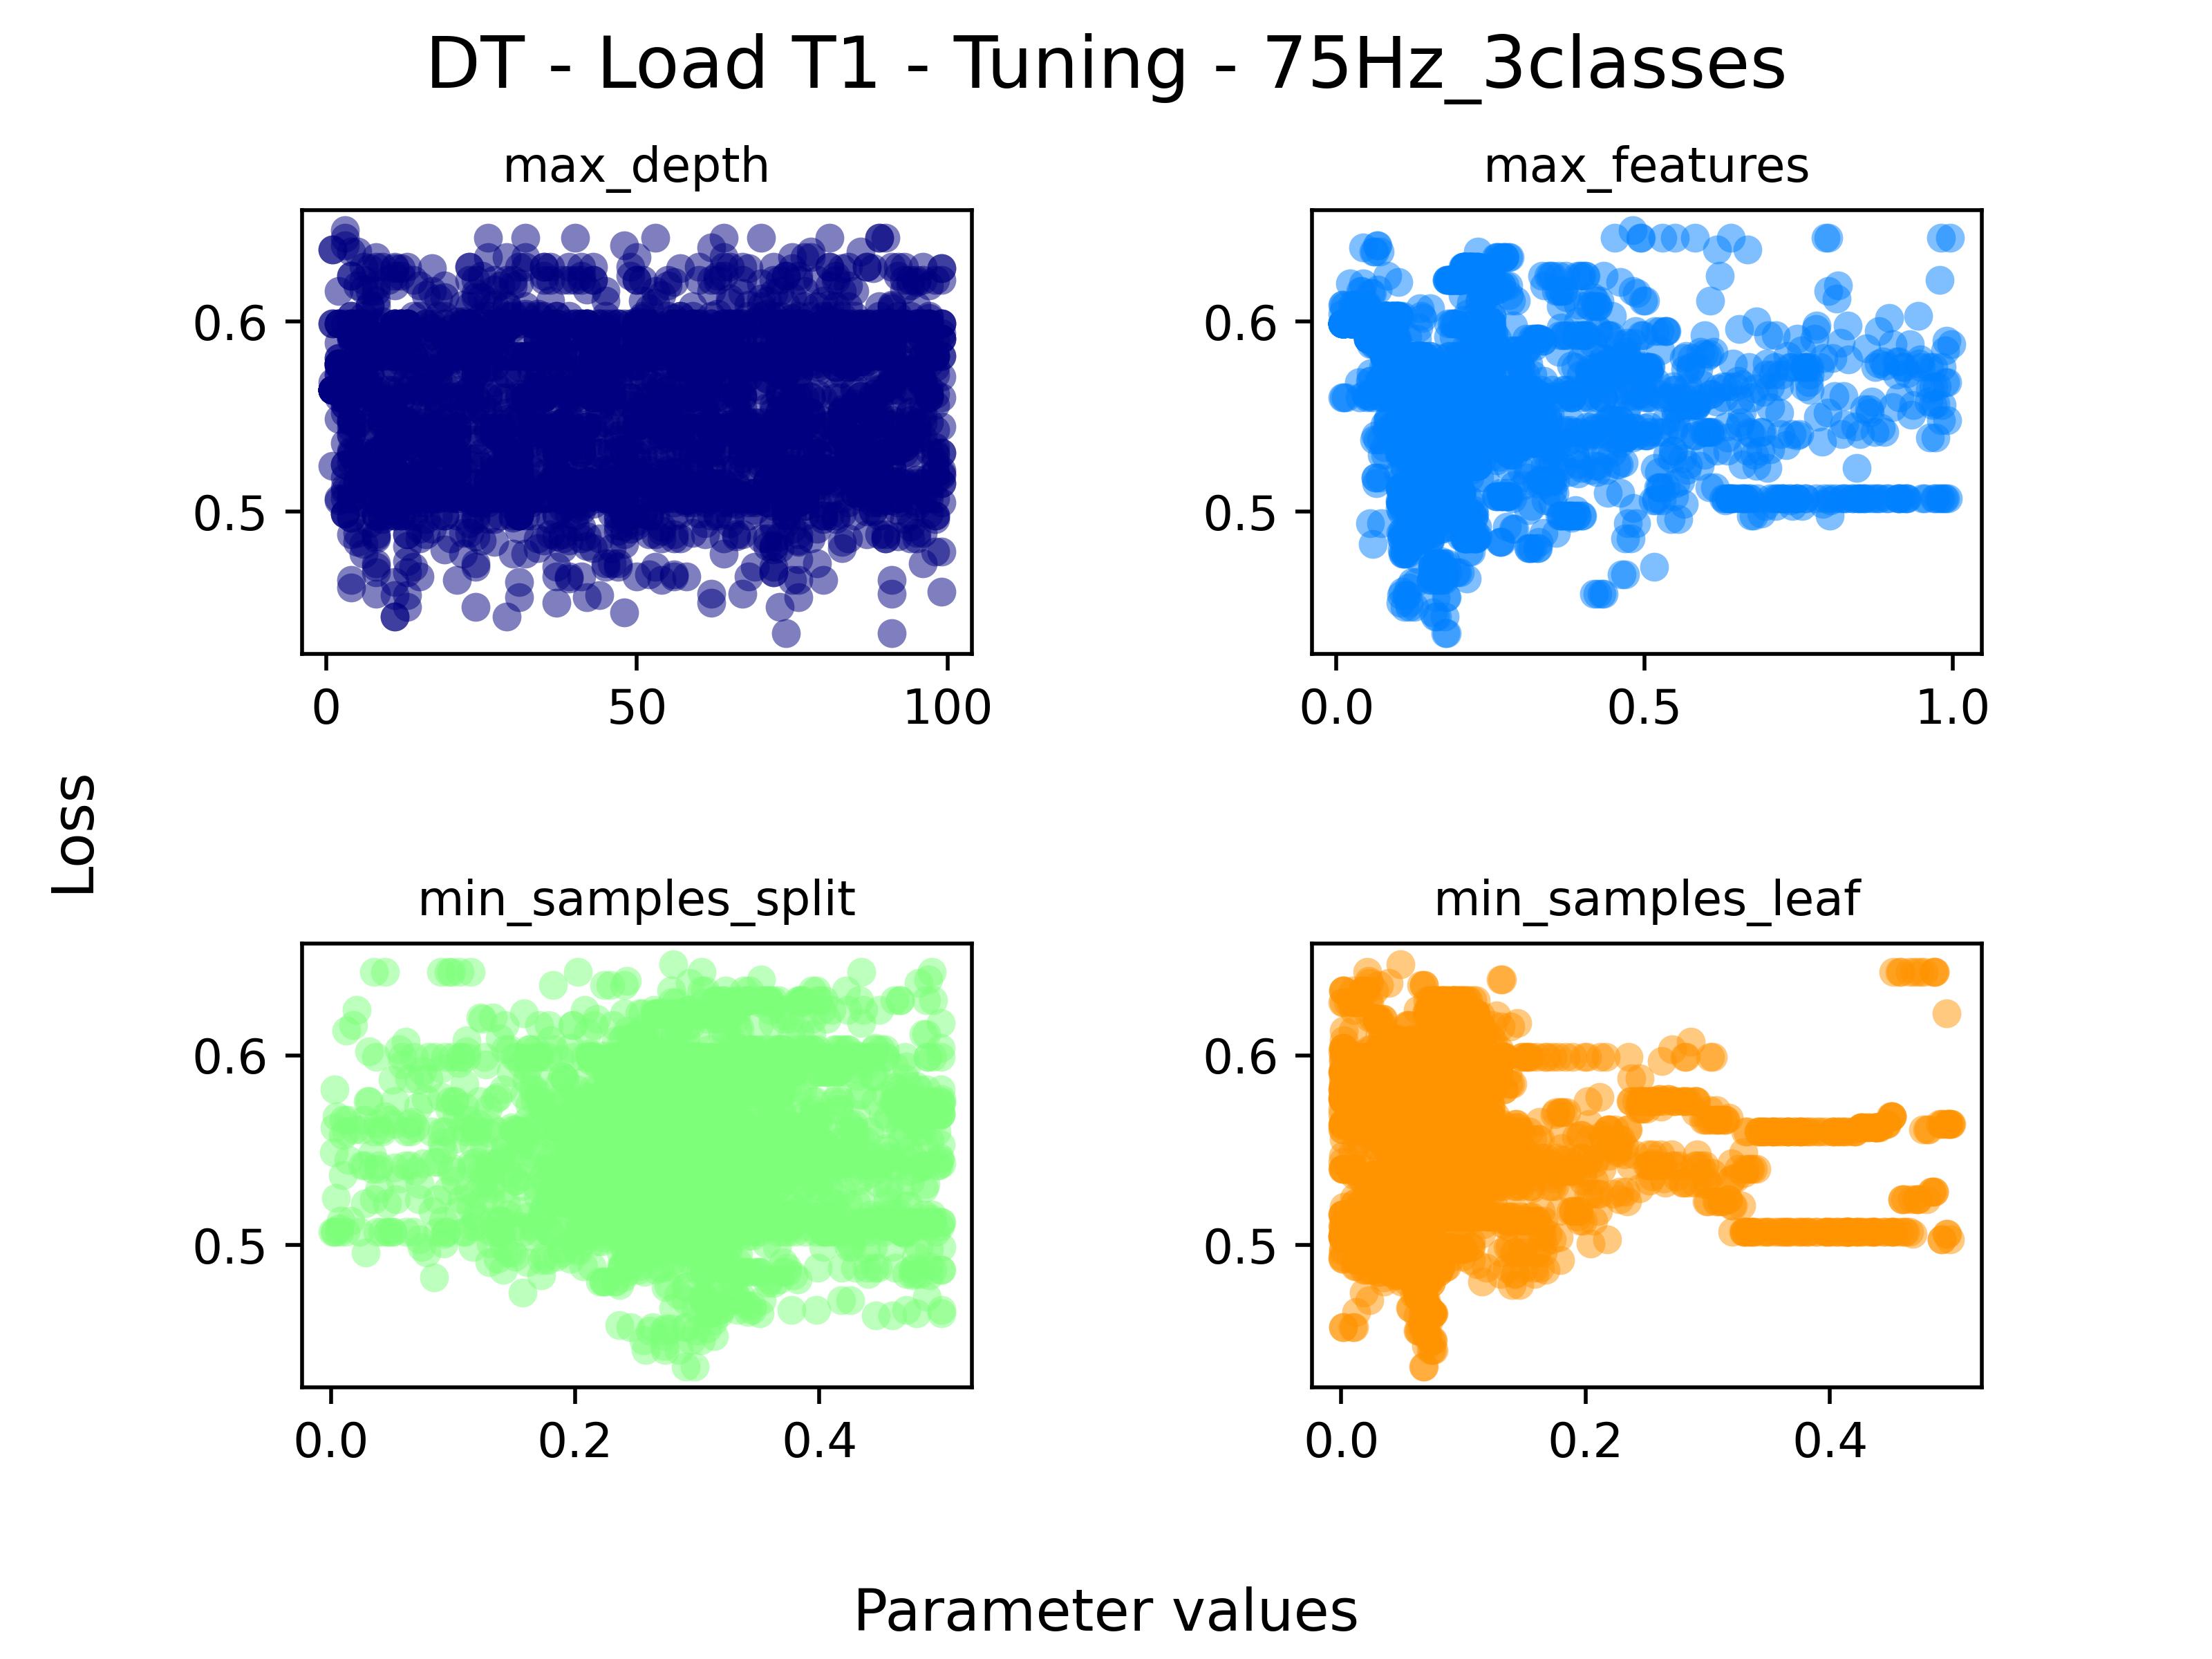 DT - Load T1 - Tuning - 75Hz_3classes
max_depth
max_features
0.6
0.5
0
50
100
0.6
0.5
0.0
0.5
1.0
Loss
min_samples_split
min_samples_leaf
0.6
0.5
0.0
0.2
0.4
0.6
0.5
0.0
0.2
0.4
Parameter values